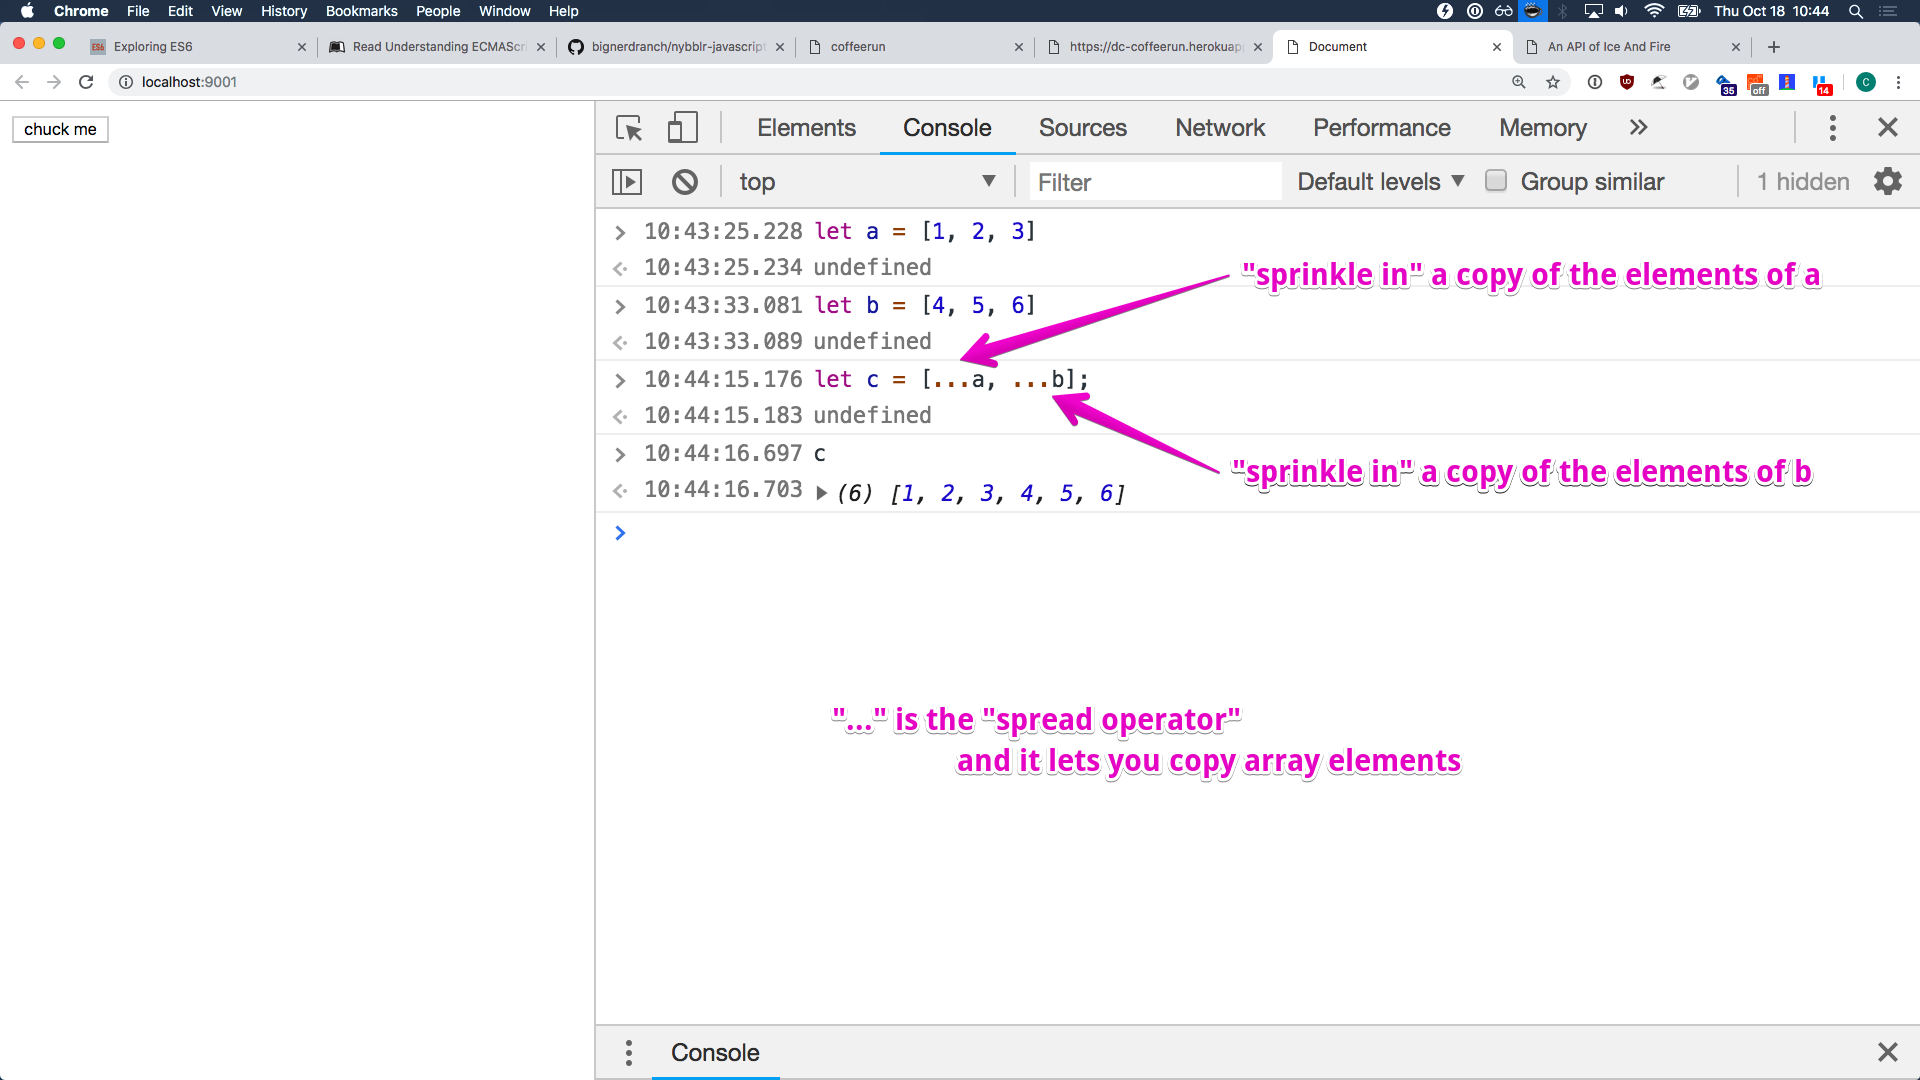 Chrome File Edit View History Bookmarks People Window Help Thu Oct 18 10:44
Exploring ES6 Read Understanding ECMAScri bignerdranch/nybblr-javascript coffeerun https://dc-coffeerun.herokuap Document An API of Ice And Fire
localhost:9001 35 off 14 C
chuck me
Elements Console Sources Network Performance Memory
top Filter Default levels Group similar 1 hidden
10:43:25.228 let a = [1, 2, 3]
10:43:25.234 undefined
"sprinkle in" a copy of the elements of a
10:43:33.081 let b = [4, 5, 6]
10:43:33.089 undefined
10:44:15.176 let c = [...a, ...b];
10:44:15.183 undefined
10:44:16.697 c
"sprinkle in" a copy of the elements of b
10:44:16.703 (6) [1, 2, 3, 4, 5, 6]
"..." is the "spread operator"
and it lets you copy array elements
Console